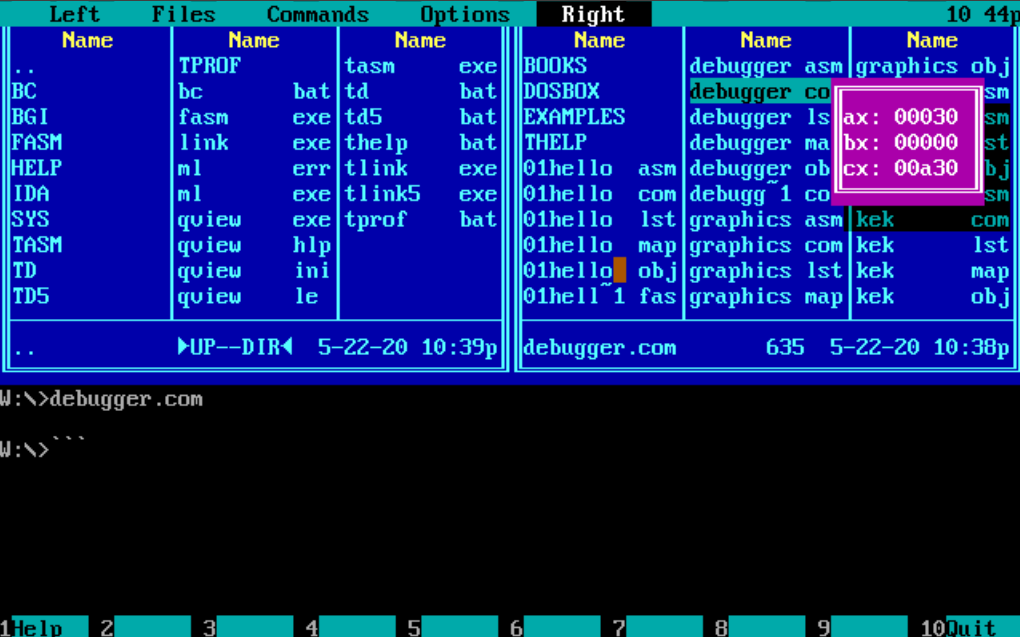 Left Files Commands Options Right 10 44p
Name Name Name Name Name Name
.. TPROF tasm exe BOOKS debugger asm graphics obj
BC bc bat td bat DOSBOX debugger co sm
BGI fasm exe td5 bat EXAMPLES debugger ls ax: 00030 sm
FASM link exe thelp bat THELP debugger ma bx: 00000 st
HELP ml err tlink exe 01hello asm debugger ob cx: 00a30 bj
IDA ml exe tlink5 exe 01hello com debugg~1 co sm
SYS qview exe tprof bat 01hello lst graphics asm kek com
TASM qview hlp 01hello map graphics com kek lst
TD qview ini 01hello obj graphics lst kek map
TD5 qview le 01hell~1 fas graphics map kek obj
.. ►UP--DIR◄ 5-22-20 10:39p debugger.com 635 5-22-20 10:38p
W:\>debugger.com
W:\>```
1Help 2 3 4 5 6 7 8 9 10Quit